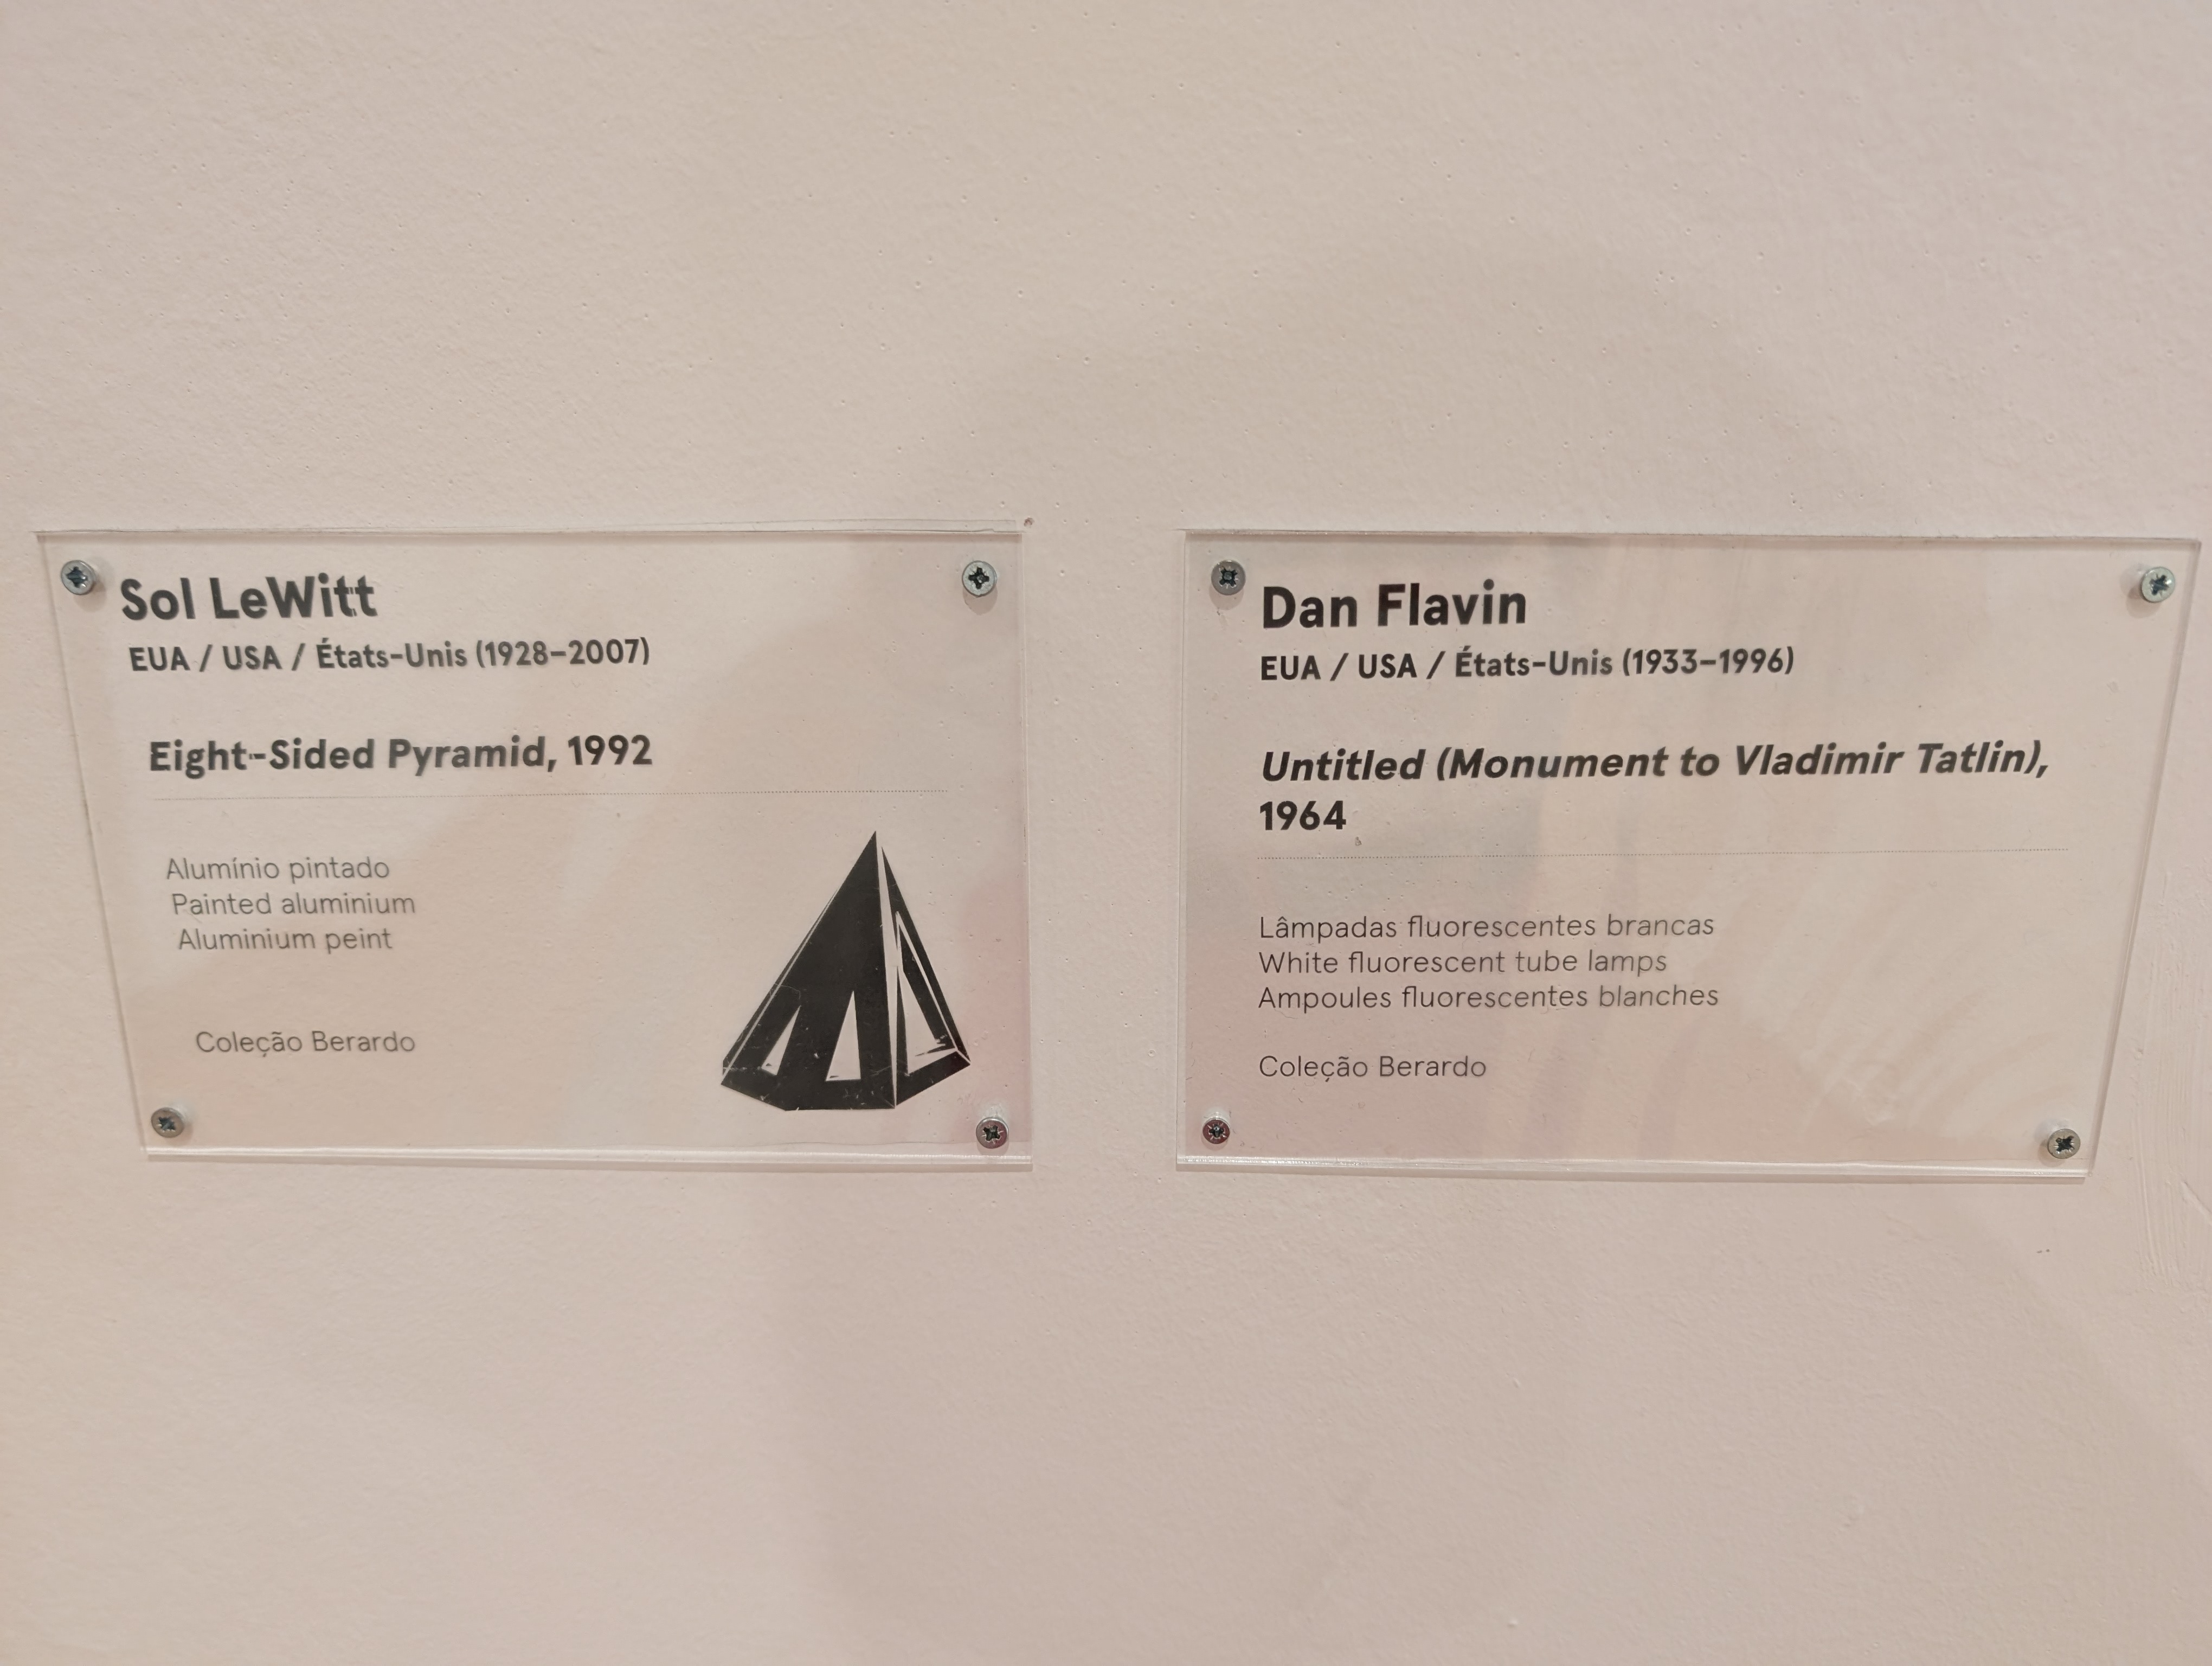 Sol LeWitt
EUA / USA / États-Unis (1928–2007)
Eight-Sided Pyramid, 1992
Alumínio pintado
Painted aluminium
Aluminium peint
Coleção Berardo
Dan Flavin
EUA / USA / États-Unis (1933–1996)
Untitled (Monument to Vladimir Tatlin),
1964
Lâmpadas fluorescentes brancas
White fluorescent tube lamps
Ampoules fluorescentes blanches
Coleção Berardo